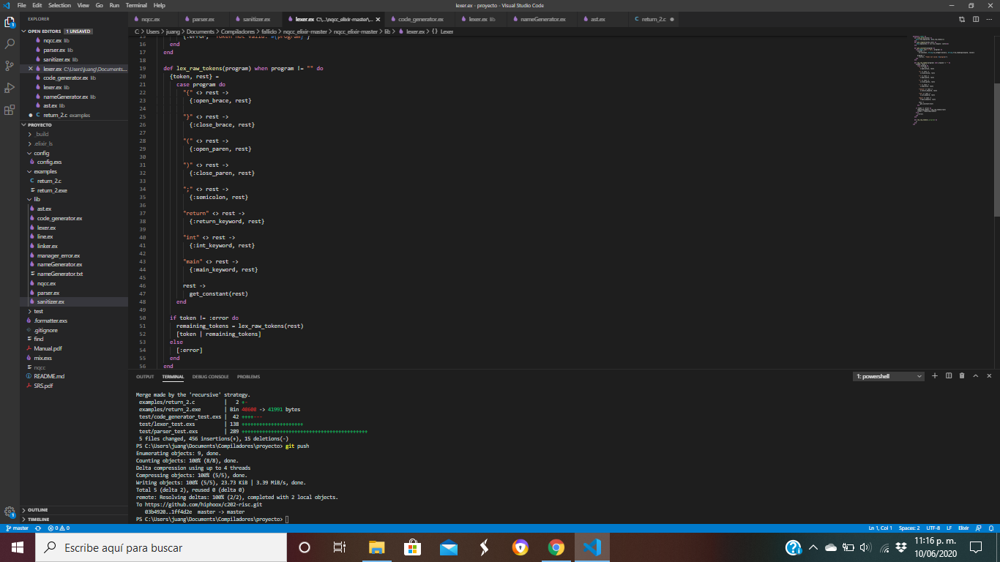 File Edit Selection View Go Run Terminal Help
lexer.ex - proyecto - Visual Studio Code
EXPLORER
OPEN EDITORS 1 UNSAVED
nqcc.ex lib
parser.ex lib
sanitizer.ex lib
lexer.ex C:\Users\juang\Documents...
code_generator.ex lib
lexer.ex lib
nameGenerator.ex lib
ast.ex lib
return_2.c examples
PROYECTO
_build
.elixir_ls
config
config.exs
examples
return_2.c
return_2.exe
lib
ast.ex
code_generator.ex
lexer.ex
line.ex
linker.ex
manager_error.ex
nameGenerator.ex
nameGenerator.txt
nqcc.ex
parser.ex
sanitizer.ex
test
.formatter.exs
.gitignore
find
Manual.pdf
mix.exs
nqcc
README.md
SRS.pdf
OUTLINE
TIMELINE
nqcc.ex parser.ex sanitizer.ex lexer.ex C:\...\nqcc_elixir-master\... code_generator.ex lexer.ex lib nameGenerator.ex ast.ex return_2.c
C: > Users > juang > Documents > Compiladores > fallido > nqcc_elixir-master > nqcc_elixir-master > lib > lexer.ex > {} Lexer
15 {:error, "Token not valid: #{program}"}
16 end
17 end
18
19 def lex_raw_tokens(program) when program != "" do
20 {token, rest} =
21 case program do
22 "{" <> rest ->
23 {:open_brace, rest}
24
25 "}" <> rest ->
26 {:close_brace, rest}
27
28 "(" <> rest ->
29 {:open_paren, rest}
30
31 ")" <> rest ->
32 {:close_paren, rest}
33
34 ";" <> rest ->
35 {:semicolon, rest}
36
37 "return" <> rest ->
38 {:return_keyword, rest}
39
40 "int" <> rest ->
41 {:int_keyword, rest}
42
43 "main" <> rest ->
44 {:main_keyword, rest}
45
46 rest ->
47 get_constant(rest)
48 end
49
50 if token != :error do
51 remaining_tokens = lex_raw_tokens(rest)
52 [token | remaining_tokens]
53 else
54 [:error]
55 end
56 end
OUTPUT TERMINAL DEBUG CONSOLE PROBLEMS
1: powershell
Merge made by the 'recursive' strategy.
examples/return_2.c | 2 +-
examples/return_2.exe | Bin 40600 -> 41991 bytes
test/code_generator_test.exs | 42 ++++---
test/lexer_test.exs | 138 +++++++++++++++++++++
test/parser_test.exs | 289 +++++++++++++++++++++++++++++++++++++++++++
5 files changed, 456 insertions(+), 15 deletions(-)
PS C:\Users\juang\Documents\Compiladores\proyecto> git push
Enumerating objects: 9, done.
Counting objects: 100% (8/8), done.
Delta compression using up to 4 threads
Compressing objects: 100% (5/5), done.
Writing objects: 100% (5/5), 23.73 KiB | 3.39 MiB/s, done.
Total 5 (delta 2), reused 0 (delta 0)
remote: Resolving deltas: 100% (2/2), completed with 2 local objects.
To https://github.com/hiphoox/c202-risc.git
03b4920..1ff4d2e master -> master
PS C:\Users\juang\Documents\Compiladores\proyecto>
master 0 0 Ln 1, Col 1 Spaces: 2 UTF-8 LF Elixir
Escribe aquí para buscar
11:16 p. m.
10/06/2020